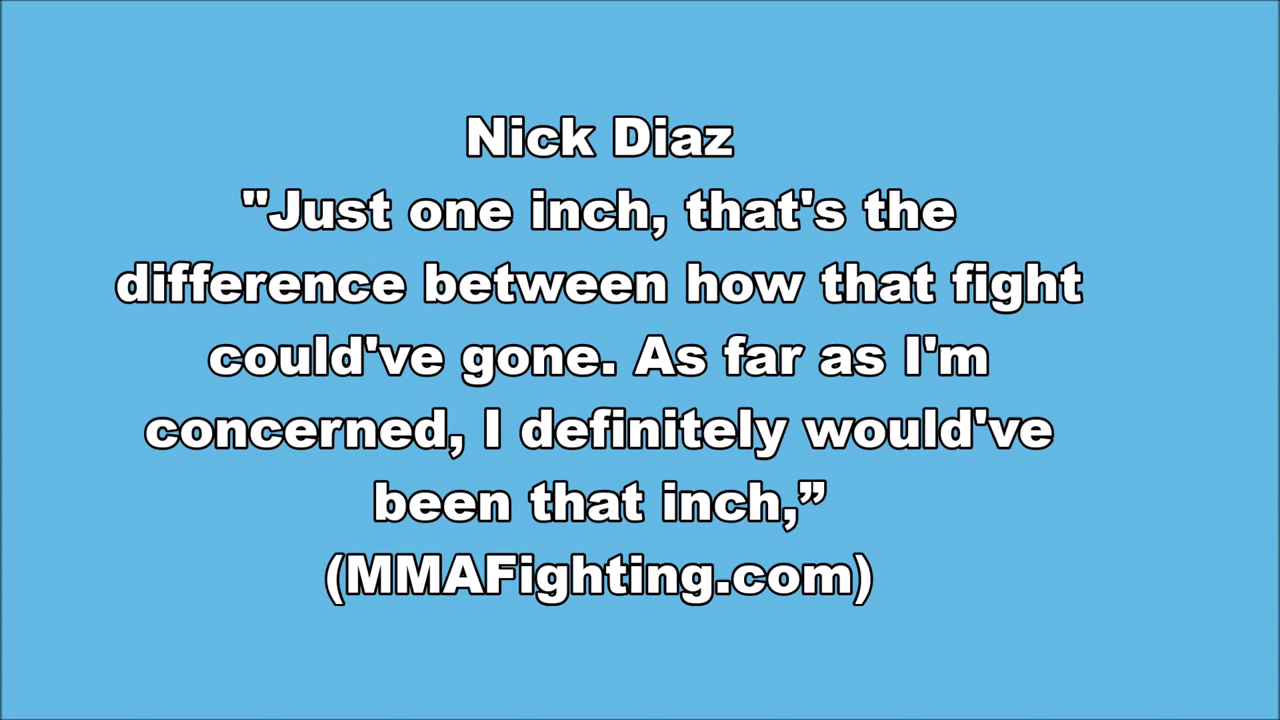 Nick Diaz
"Just one inch, that's the
difference between how that fight
could've gone. As far as I'm
concerned, I definitely would've
been that inch,”
(MMAFighting.com)